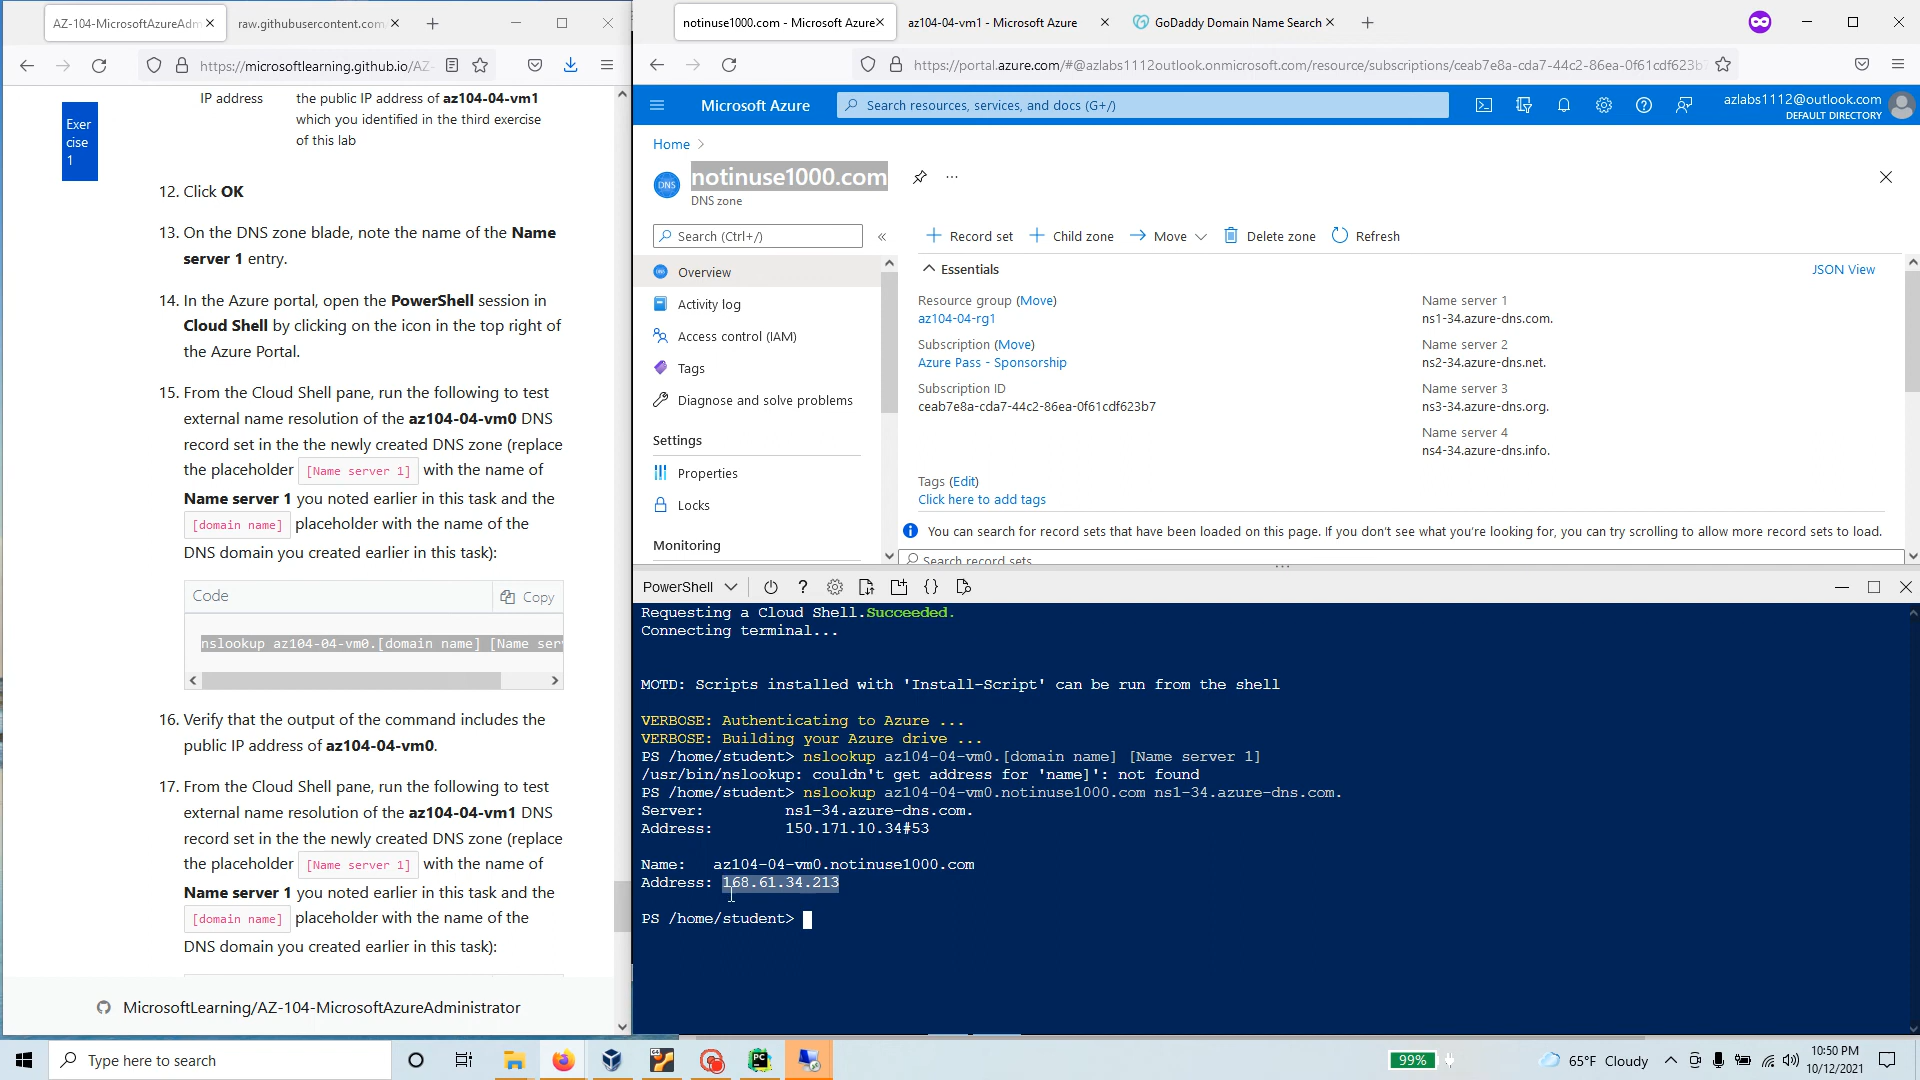 AZ-104-MicrosoftAzureAdm
raw.githubusercontent.com/
https://microsoftlearning.github.io/AZ-
Exer
cise
1
IP address
the public IP address of az104-04-vm1
which you identified in the third exercise
of this lab
12. Click OK
13. On the DNS zone blade, note the name of the Name
server 1 entry.
14. In the Azure portal, open the PowerShell session in
Cloud Shell by clicking on the icon in the top right of
the Azure Portal.
15. From the Cloud Shell pane, run the following to test
external name resolution of the az104-04-vm0 DNS
record set in the the newly created DNS zone (replace
the placeholder [Name server 1] with the name of
Name server 1 you noted earlier in this task and the
[domain name] placeholder with the name of the
DNS domain you created earlier in this task):
Code
Copy
nslookup az104-04-vm0.[domain name] [Name ser
16. Verify that the output of the command includes the
public IP address of az104-04-vm0.
17. From the Cloud Shell pane, run the following to test
external name resolution of the az104-04-vm1 DNS
record set in the the newly created DNS zone (replace
the placeholder [Name server 1] with the name of
Name server 1 you noted earlier in this task and the
[domain name] placeholder with the name of the
DNS domain you created earlier in this task):
MicrosoftLearning/AZ-104-MicrosoftAzureAdministrator
notinuse1000.com - Microsoft Azure
az104-04-vm1 - Microsoft Azure
GoDaddy Domain Name Search
https://portal.azure.com/#@azlabs1112outlook.onmicrosoft.com/resource/subscriptions/ceab7e8a-cda7-44c2-86ea-0f61cdf623b7
Microsoft Azure
Search resources, services, and docs (G+/)
azlabs1112@outlook.com
DEFAULT DIRECTORY
Home
DNS
notinuse1000.com
DNS zone
Search (Ctrl+/)
Record set
Child zone
Move
Delete zone
Refresh
Overview
Activity log
Access control (IAM)
Tags
Diagnose and solve problems
Settings
Properties
Locks
Monitoring
Essentials
JSON View
Resource group (Move)
az104-04-rg1
Subscription (Move)
Azure Pass - Sponsorship
Subscription ID
ceab7e8a-cda7-44c2-86ea-0f61cdf623b7
Name server 1
ns1-34.azure-dns.com.
Name server 2
ns2-34.azure-dns.net.
Name server 3
ns3-34.azure-dns.org.
Name server 4
ns4-34.azure-dns.info.
Tags (Edit)
Click here to add tags
You can search for record sets that have been loaded on this page. If you don't see what you're looking for, you can try scrolling to allow more record sets to load.
Search record sets
PowerShell
Requesting a Cloud Shell.Succeeded.
Connecting terminal...
MOTD: Scripts installed with 'Install-Script' can be run from the shell
VERBOSE: Authenticating to Azure ...
VERBOSE: Building your Azure drive ...
PS /home/student> nslookup az104-04-vm0.[domain name] [Name server 1]
/usr/bin/nslookup: couldn't get address for 'name]': not found
PS /home/student> nslookup az104-04-vm0.notinuse1000.com ns1-34.azure-dns.com.
Server: ns1-34.azure-dns.com.
Address: 150.171.10.34#53
Name: az104-04-vm0.notinuse1000.com
Address: 168.61.34.213
PS /home/student>
Type here to search
99%
65°F Cloudy
10:50 PM
10/12/2021